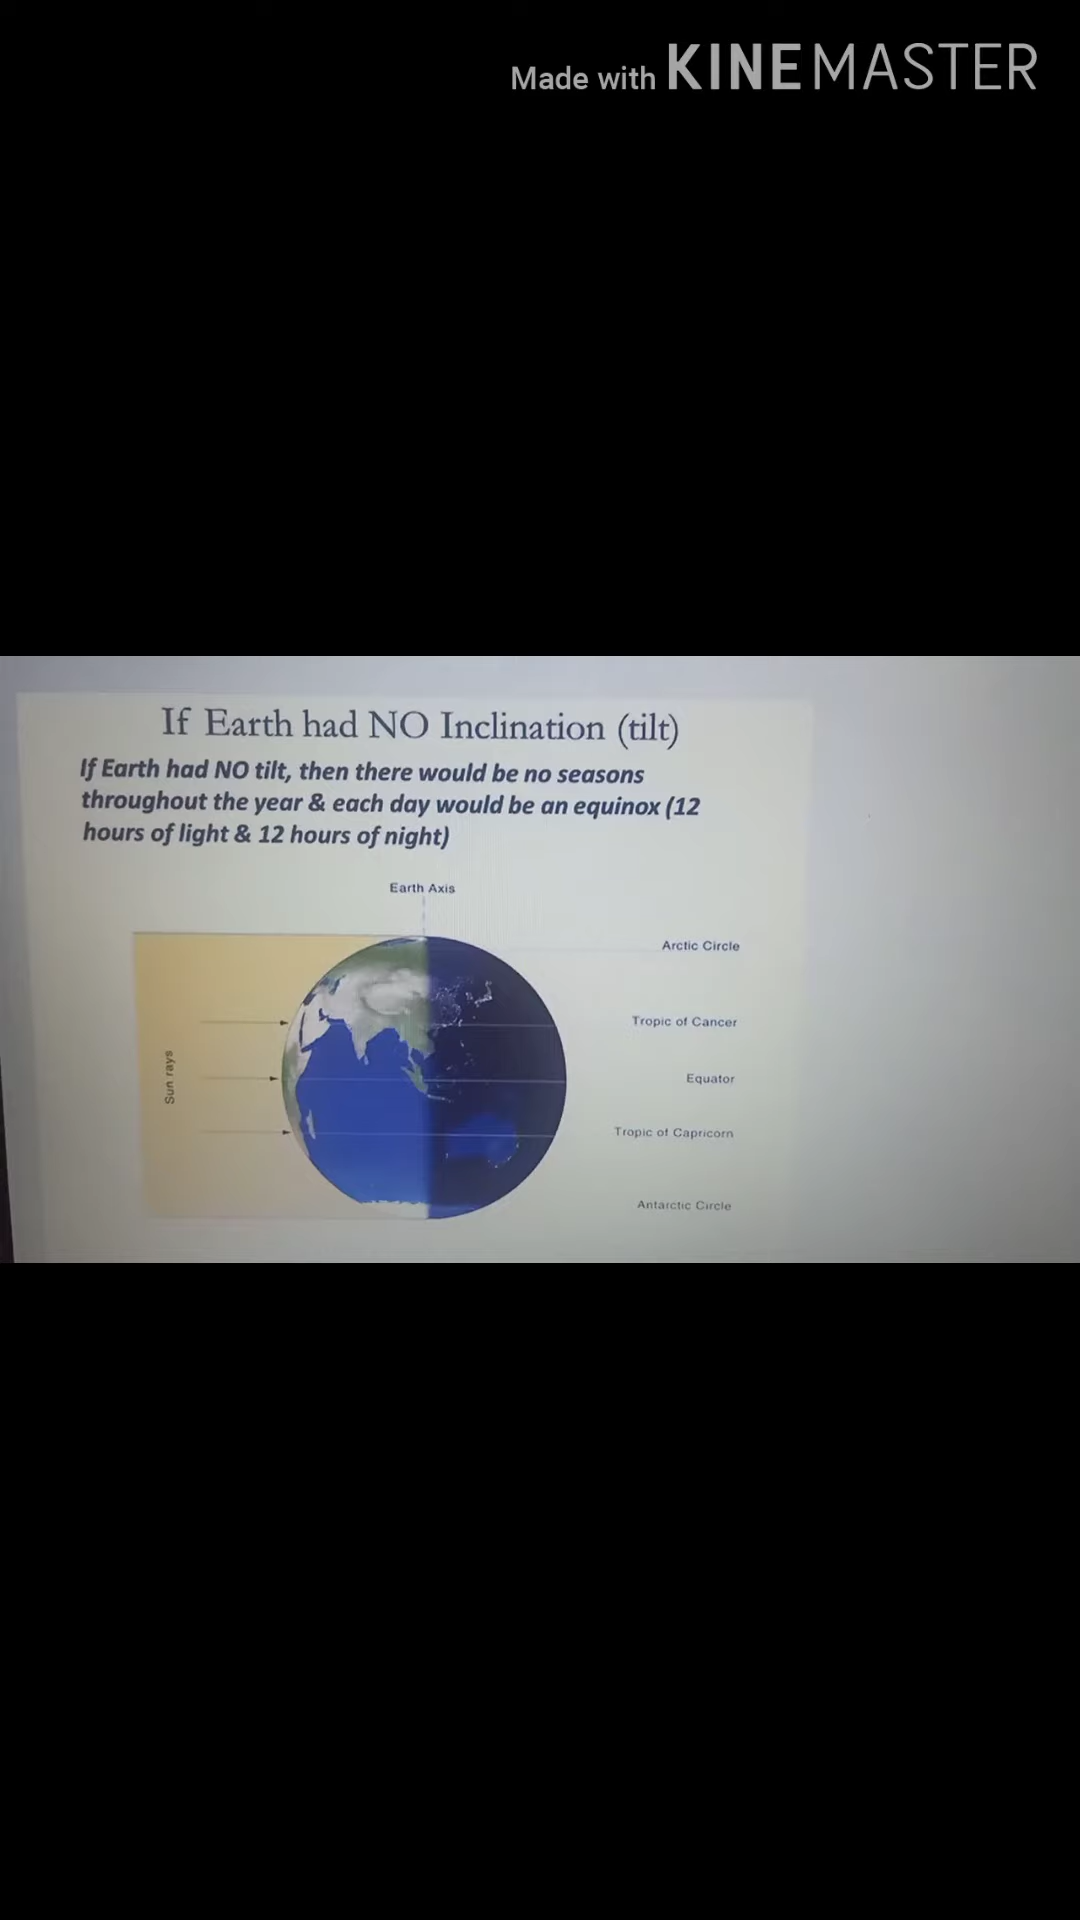 Made with KINEMASTER
If Earth had NO Inclination (tilt)
If Earth had NO tilt, then there would be no seasons
throughout the year & each day would be an equinox (12
hours of light & 12 hours of night)
Earth Axis
Arctic Circle
Tropic of Cancer
Sun rays
Equator
Tropic of Capricorn
Antarctic Circle